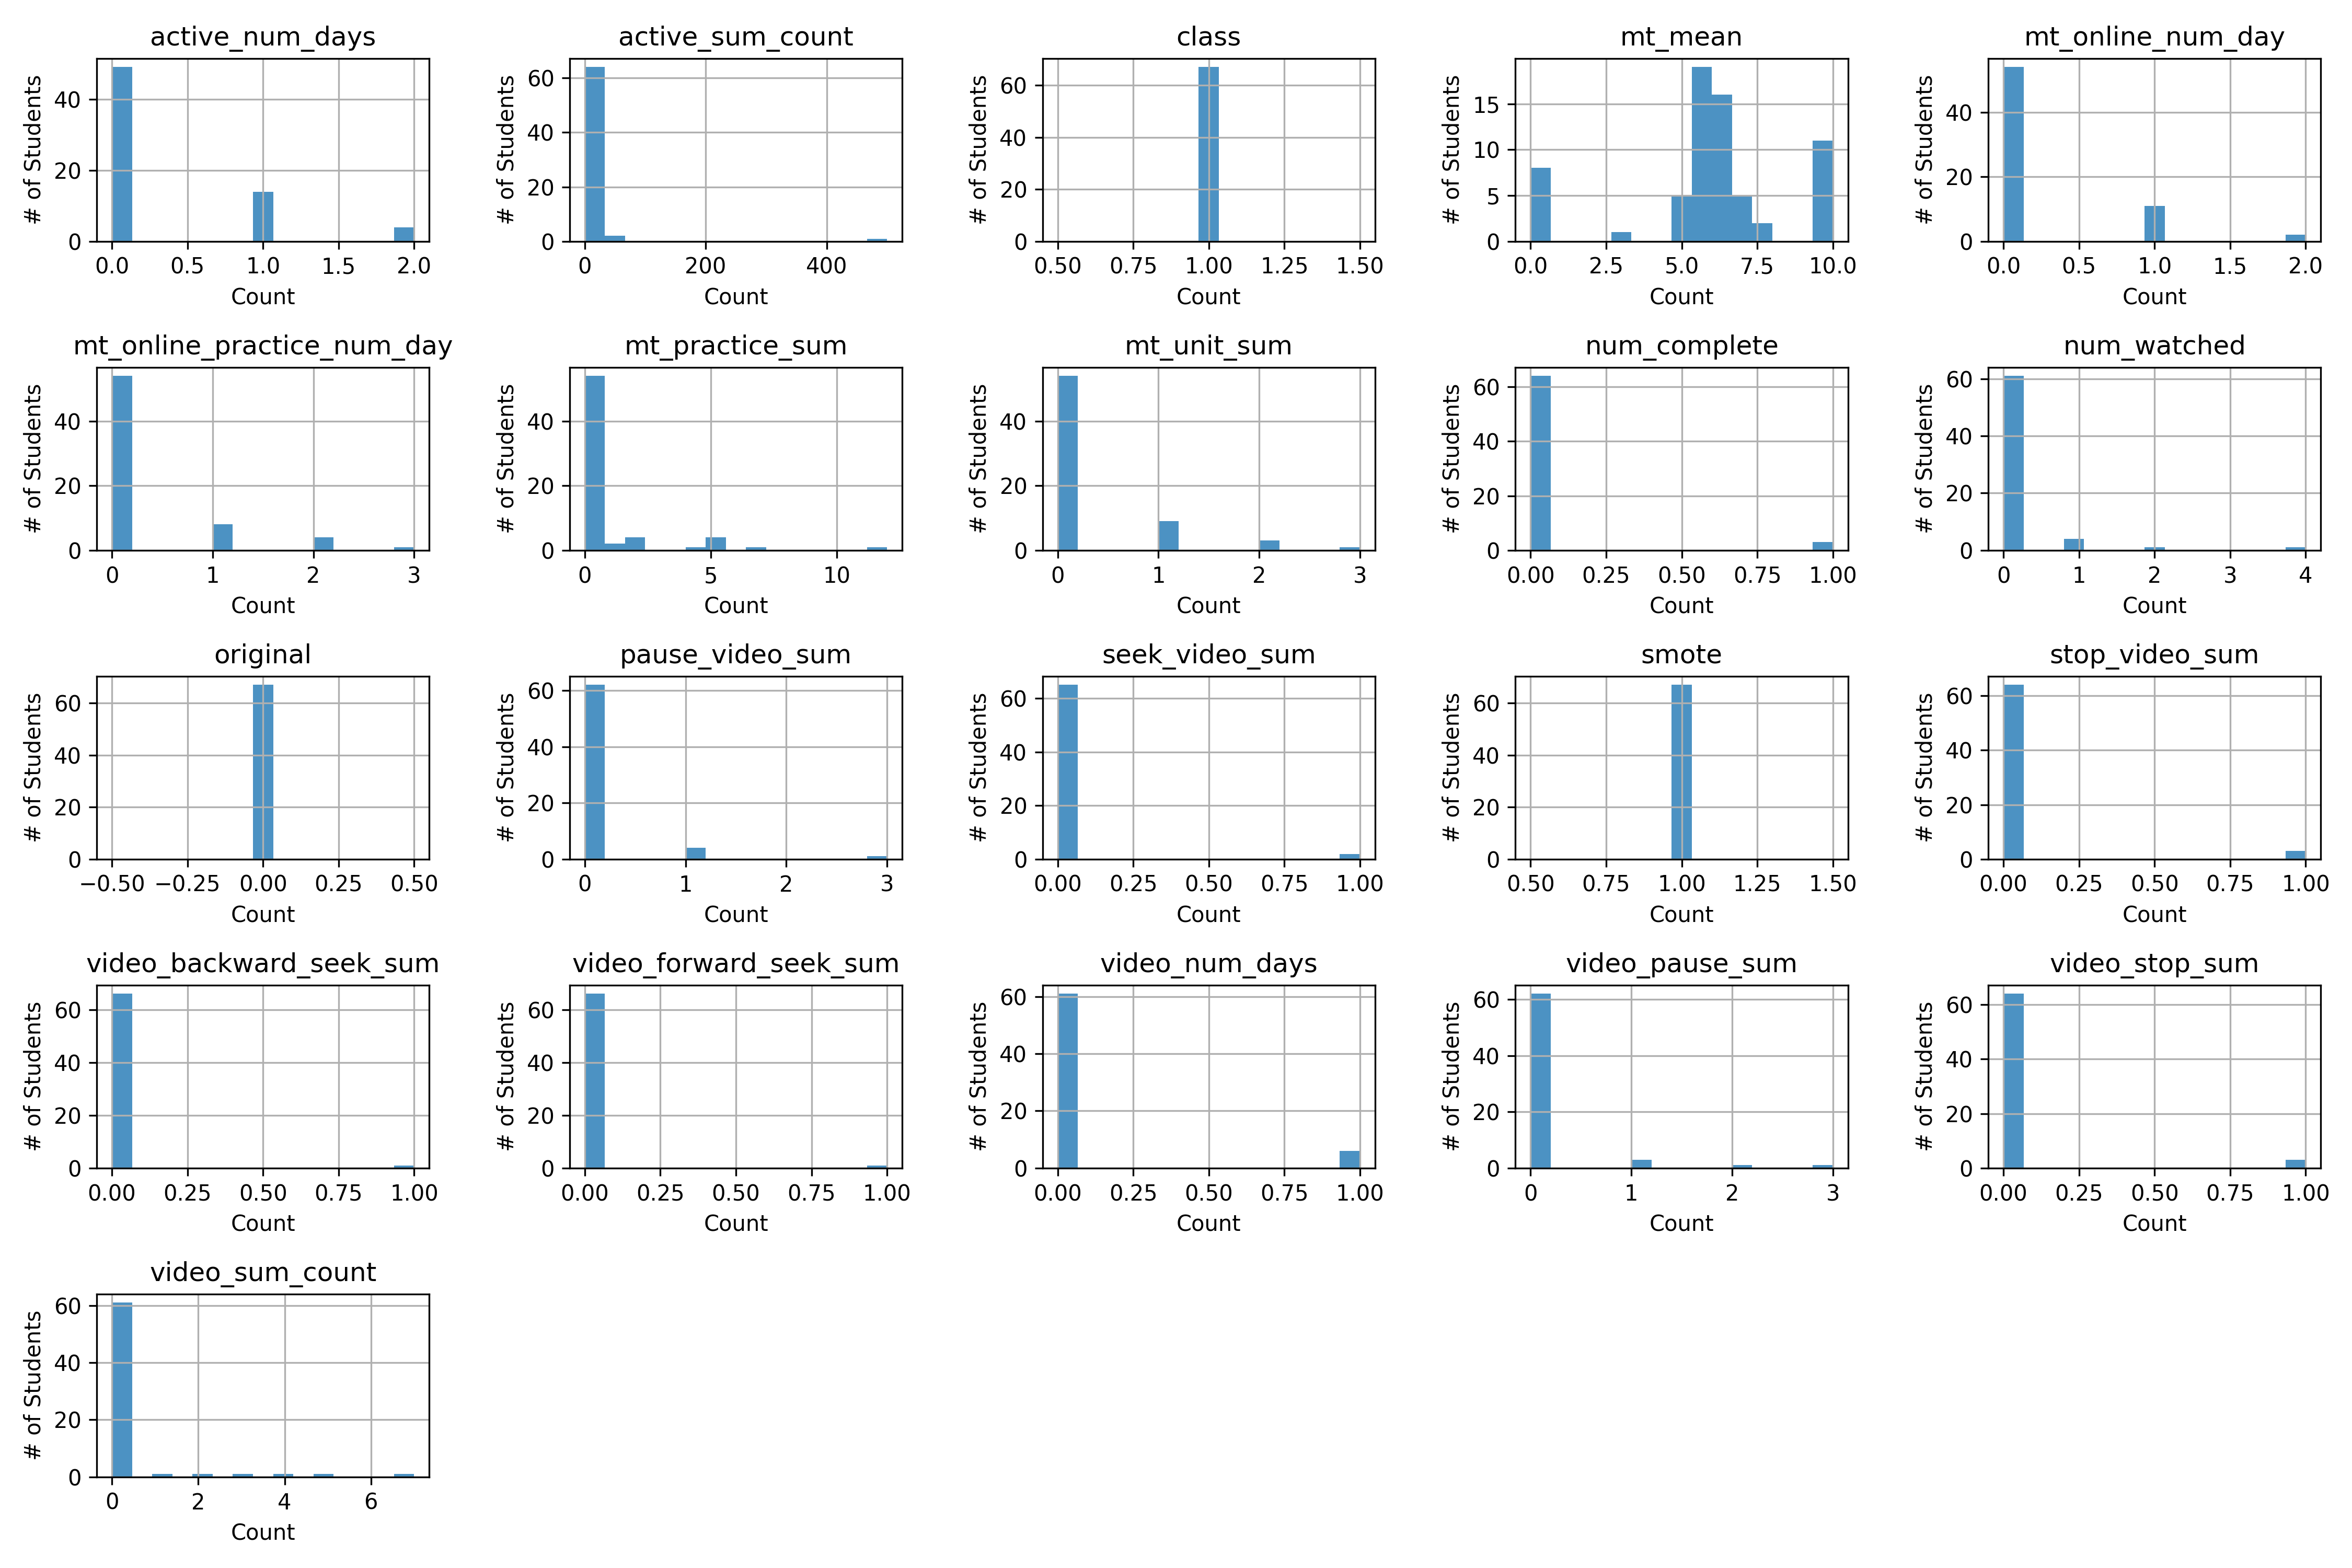 active_num_days
active_sum_count
class
mt_mean
mt_online_num_day
# of Students
40
20
0
0.0 0.5 1.0 1.5 2.0
Count
# of Students
60
40
20
0
0 200 400
Count
# of Students
60
40
20
0
0.50 0.75 1.00 1.25 1.50
Count
# of Students
15
10
5
0
0.0 2.5 5.0 7.5 10.0
Count
# of Students
40
20
0
0.0 0.5 1.0 1.5 2.0
Count
mt_online_practice_num_day
mt_practice_sum
mt_unit_sum
num_complete
num_watched
# of Students
40
20
0
0 1 2 3
Count
# of Students
40
20
0
0 5 10
Count
# of Students
40
20
0
0 1 2 3
Count
# of Students
60
40
20
0
0.00 0.25 0.50 0.75 1.00
Count
# of Students
60
40
20
0
0 1 2 3 4
Count
original
pause_video_sum
seek_video_sum
smote
stop_video_sum
# of Students
60
40
20
0
−0.50 −0.25 0.00 0.25 0.50
Count
# of Students
60
40
20
0
0 1 2 3
Count
# of Students
60
40
20
0
0.00 0.25 0.50 0.75 1.00
Count
# of Students
60
40
20
0
0.50 0.75 1.00 1.25 1.50
Count
# of Students
60
40
20
0
0.00 0.25 0.50 0.75 1.00
Count
video_backward_seek_sum
video_forward_seek_sum
video_num_days
video_pause_sum
video_stop_sum
# of Students
60
40
20
0
0.00 0.25 0.50 0.75 1.00
Count
# of Students
60
40
20
0
0.00 0.25 0.50 0.75 1.00
Count
# of Students
60
40
20
0
0.00 0.25 0.50 0.75 1.00
Count
# of Students
60
40
20
0
0 1 2 3
Count
# of Students
60
40
20
0
0.00 0.25 0.50 0.75 1.00
Count
video_sum_count
# of Students
60
40
20
0
0 2 4 6
Count